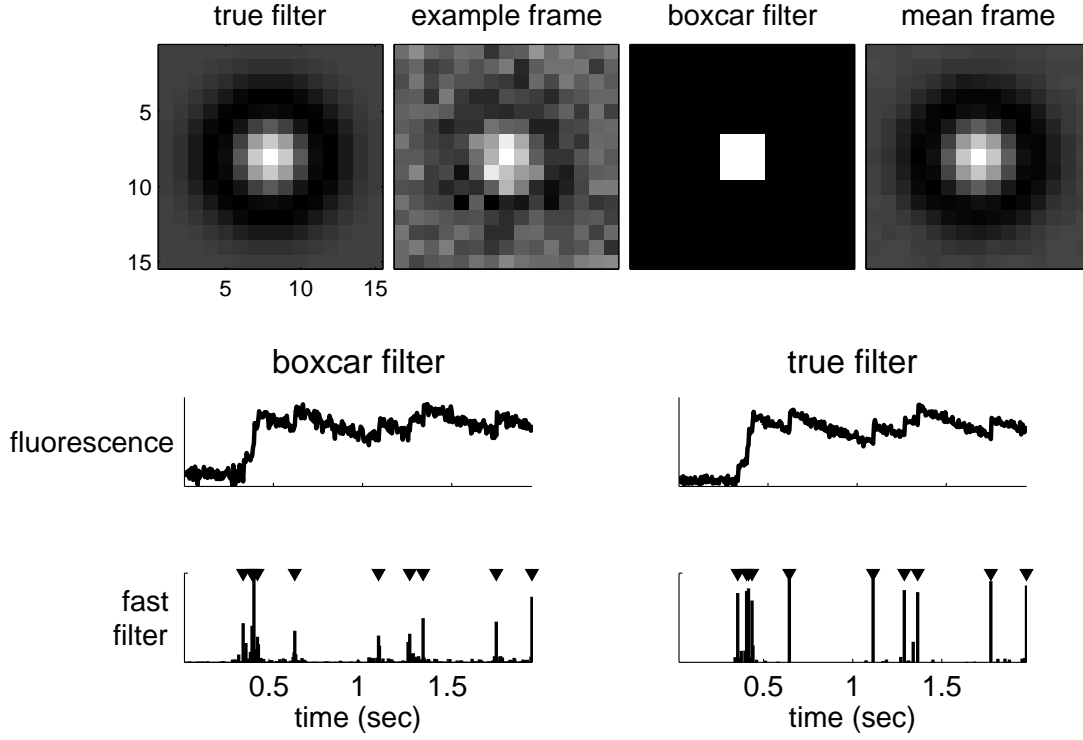 true filter
example frame
boxcar filter
mean frame
5
10
15
5
10
15
boxcar filter
true filter
fluorescence
fast
filter
0.5
1
1.5
0.5
1
1.5
time (sec)
time (sec)